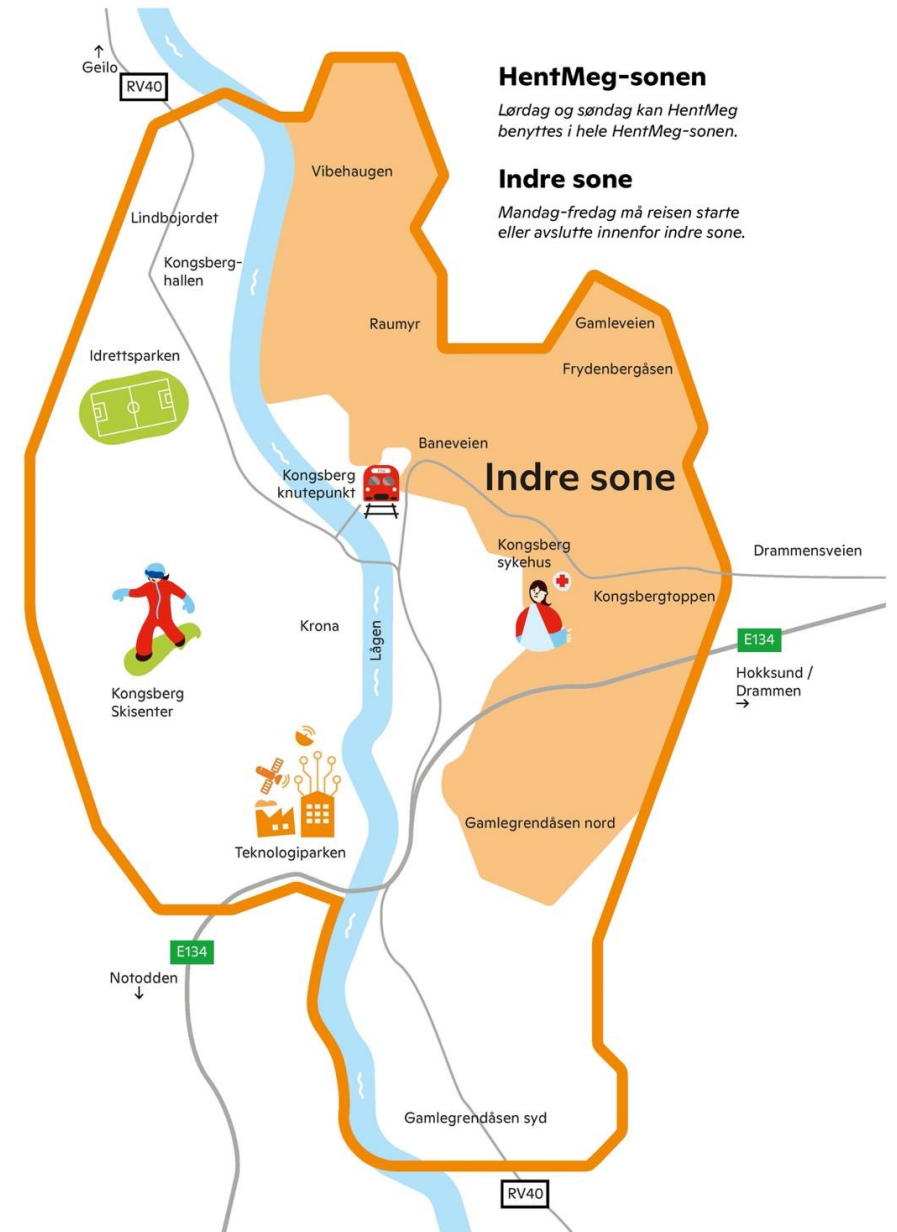 ↑
Geilo
RV40
HentMeg-sonen
Lørdag og søndag kan HentMeg
benyttes i hele HentMeg-sonen.
Indre sone
Mandag-fredag må reisen starte
eller avslutte innenfor indre sone.
Vibehaugen
Lindbojordet
Kongsberg-
hallen
Raumyr
Gamleveien
Idrettsparken
Frydenbergåsen
Baneveien
Kongsberg
knutepunkt
Indre sone
Kongsberg
sykehus
Drammensveien
Kongsbergtoppen
Krona
Lågen
E134
Hokksund /
Drammen
→
Kongsberg
Skisenter
Gamlegrendåsen nord
Teknologiparken
E134
Notodden
↓
Gamlegrendåsen syd
RV40